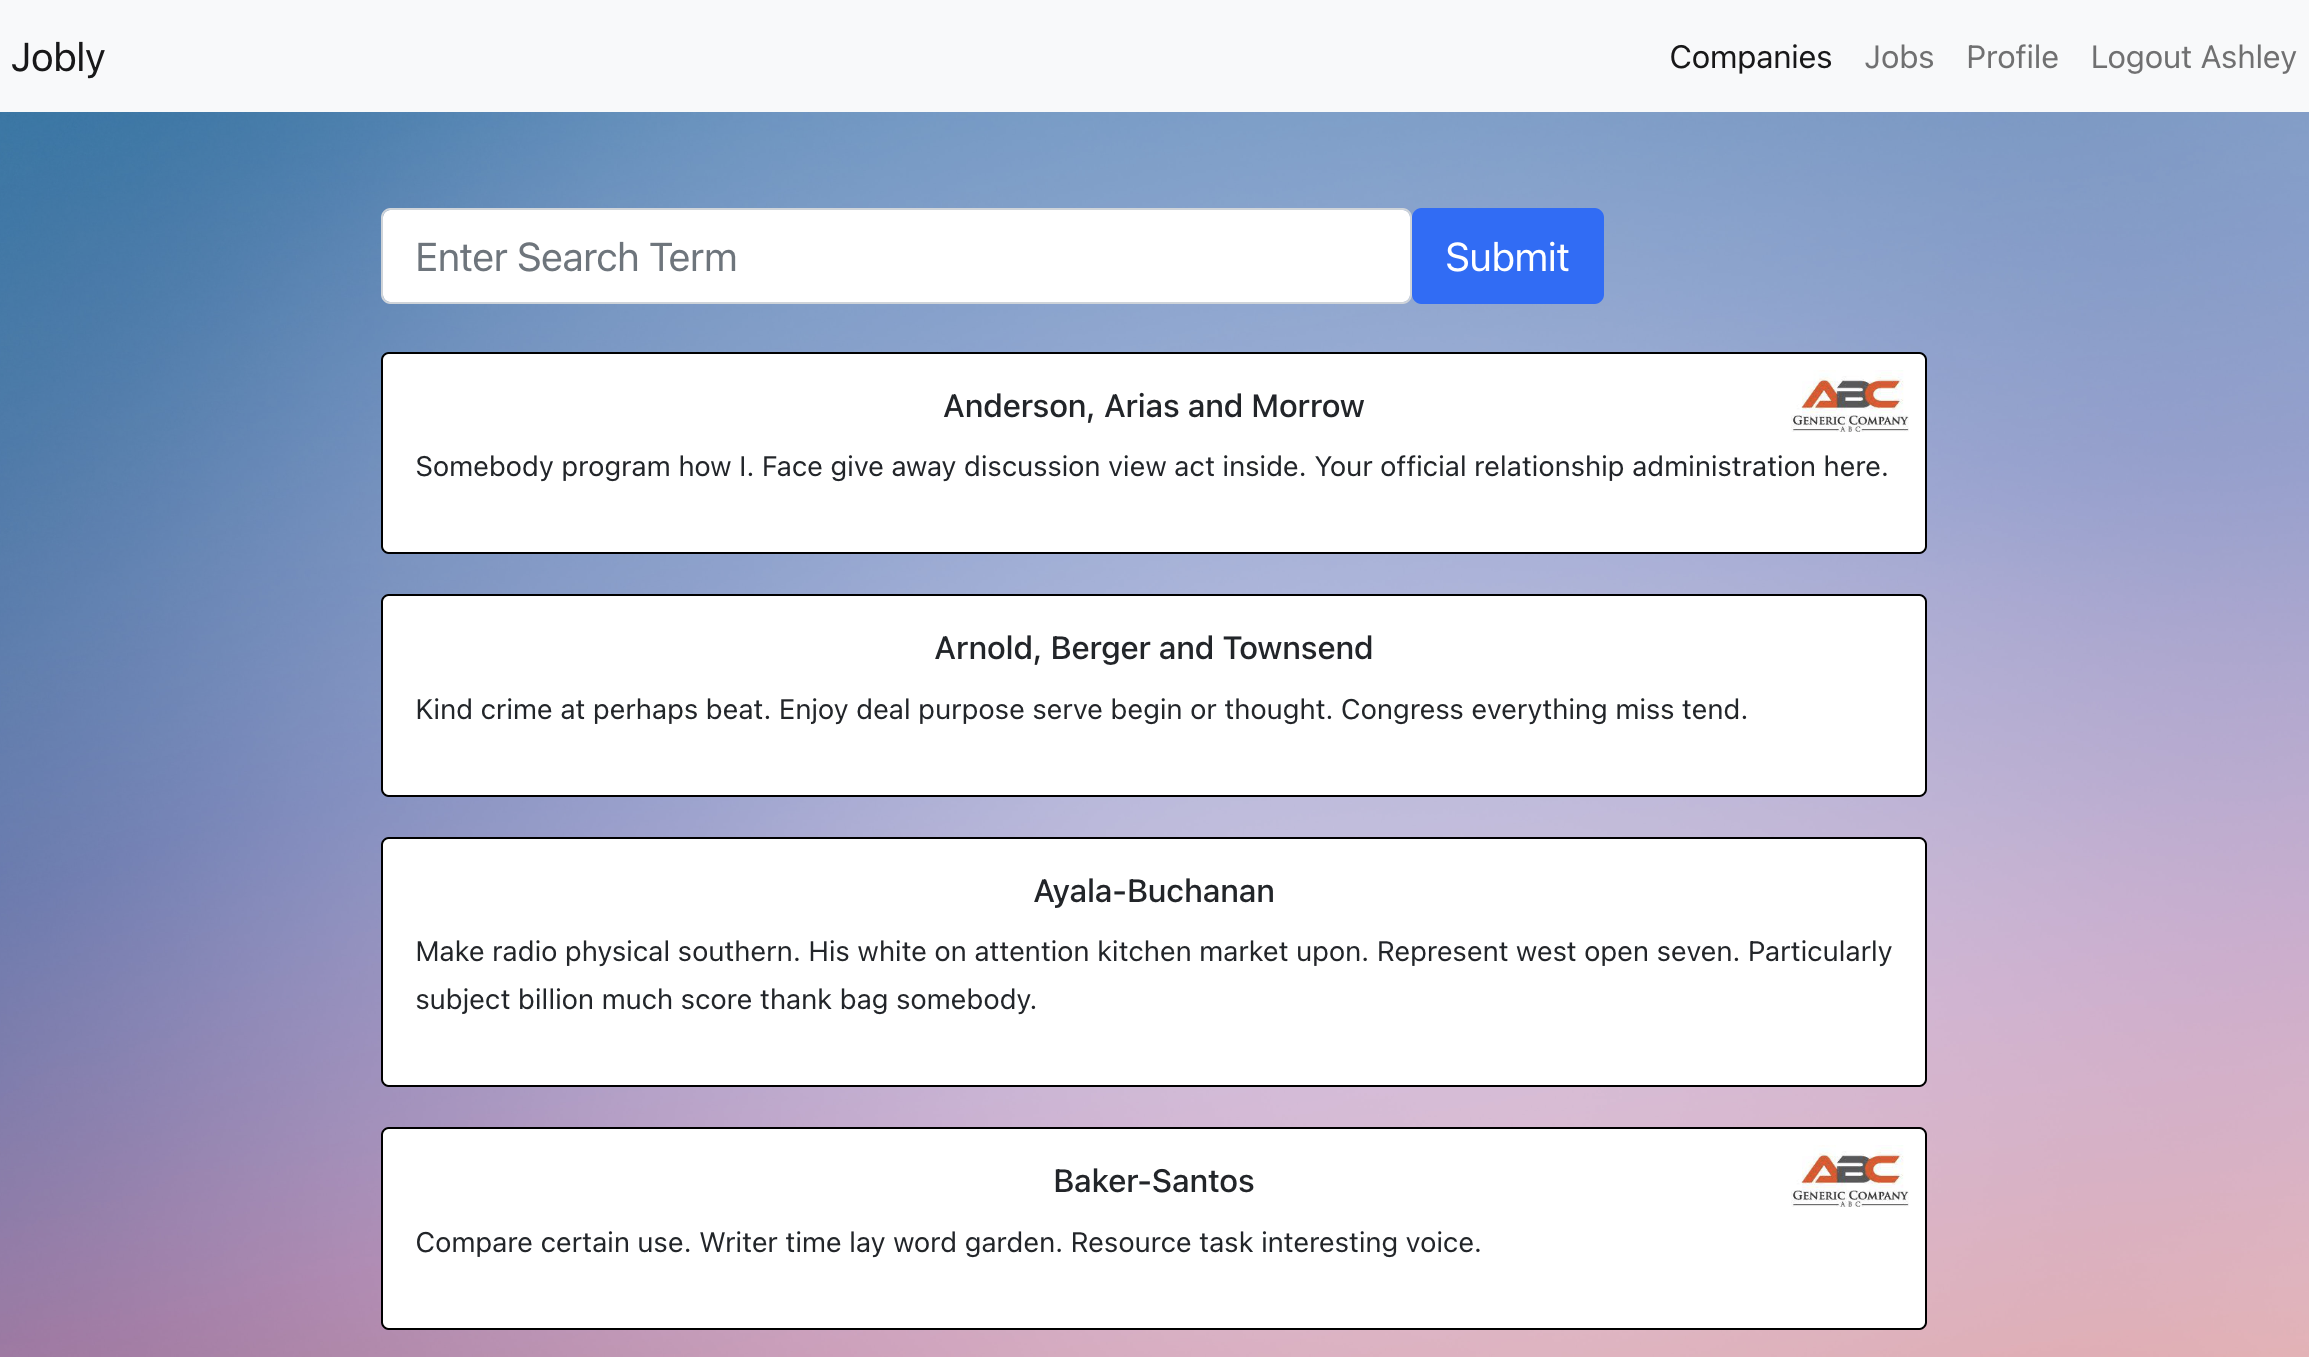 Jobly
Companies Jobs Profile Logout Ashley
Enter Search Term
Submit
Anderson, Arias and Morrow
ABC
GENERIC COMPANY
ABC
Somebody program how I. Face give away discussion view act inside. Your official relationship administration here.
Arnold, Berger and Townsend
Kind crime at perhaps beat. Enjoy deal purpose serve begin or thought. Congress everything miss tend.
Ayala-Buchanan
Make radio physical southern. His white on attention kitchen market upon. Represent west open seven. Particularly
subject billion much score thank bag somebody.
Baker-Santos
ABC
GENERIC COMPANY
ABC
Compare certain use. Writer time lay word garden. Resource task interesting voice.